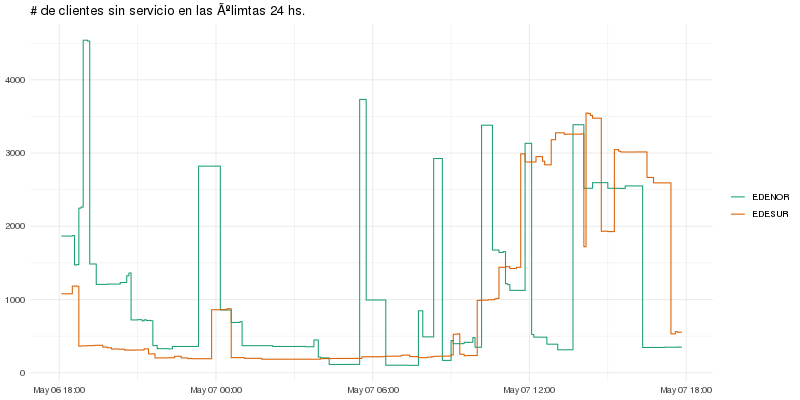 # de clientes sin servicio en las Ãºlimtas 24 hs.
4000
3000
2000
1000
0
May 06 18:00
May 07 00:00
May 07 06:00
May 07 12:00
May 07 18:00
EDENOR
EDESUR